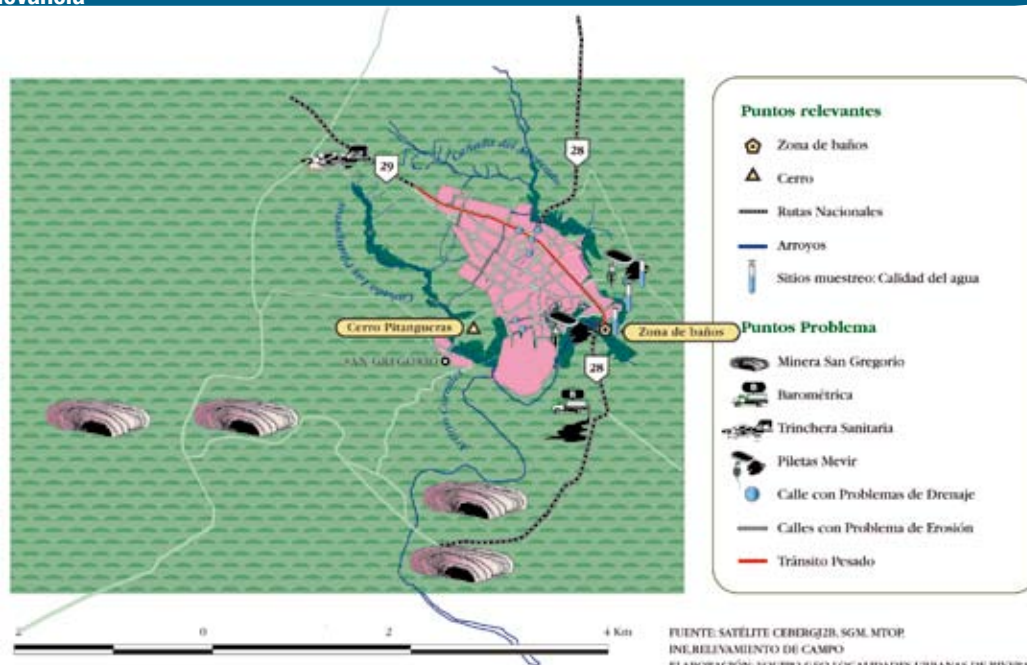 28
29
28
Cerro Pitangueras
Zona de baños
SAN GREGORIO
Puntos relevantes
Zona de baños
Cerro
Rutas Nacionales
Arroyos
Sitios muestreo: Calidad del agua
Puntos Problema
Minera San Gregorio
Barométrica
Trinchera Sanitaria
Piletas Mevir
Calle con Problemas de Drenaje
Calles con Problema de Erosión
Tránsito Pesado
2 0 2 4 Km
FUENTE: SATÉLITE CEBERGJ2B, SGM, MTOP,
INE,RELEVAMIENTO DE CAMPO